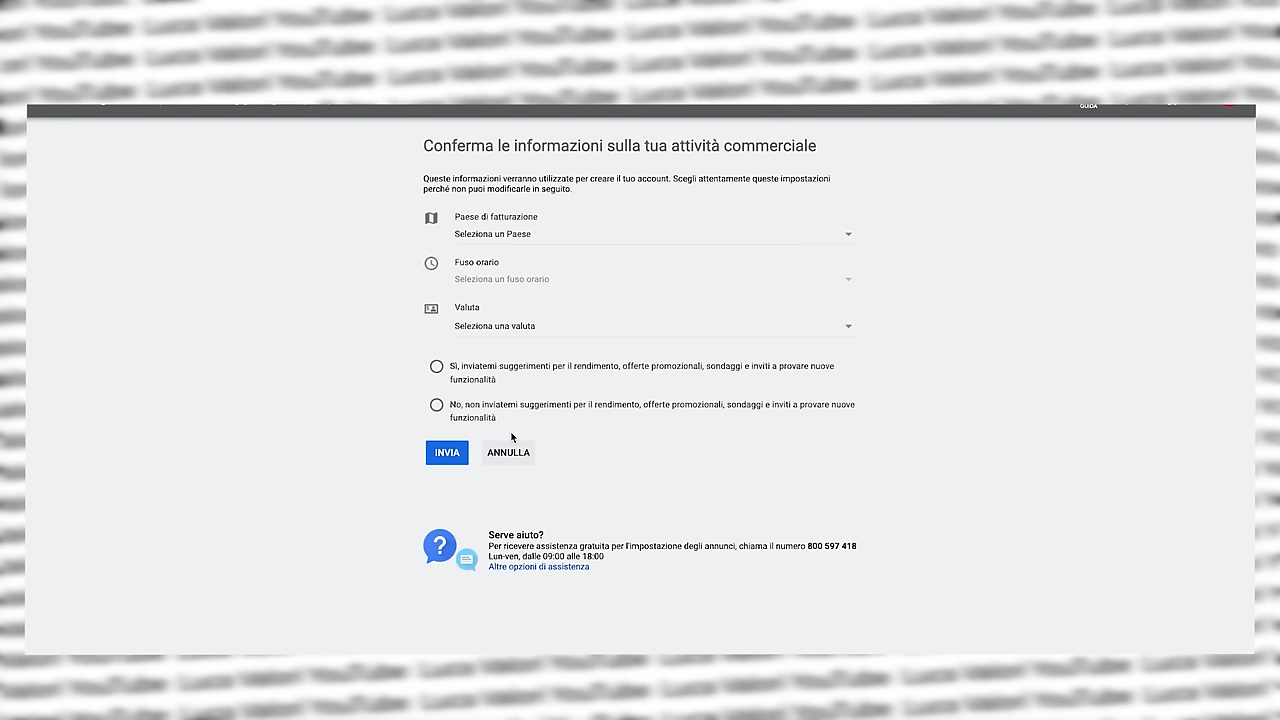 GUIDA
Conferma le informazioni sulla tua attività commerciale
Queste informazioni verranno utilizzate per creare il tuo account. Scegli attentamente queste impostazioni
perché non puoi modificarle in seguito.
Paese di fatturazione
Seleziona un Paese
Fuso orario
Seleziona un fuso orario
Valuta
Seleziona una valuta
Sì, inviatemi suggerimenti per il rendimento, offerte promozionali, sondaggi e inviti a provare nuove
funzionalità
No, non inviatemi suggerimenti per il rendimento, offerte promozionali, sondaggi e inviti a provare nuove
funzionalità
INVIA ANNULLA
Serve aiuto?
Per ricevere assistenza gratuita per l'impostazione degli annunci, chiama il numero 800 597 418
Lun-ven, dalle 09:00 alle 18:00
Altre opzioni di assistenza